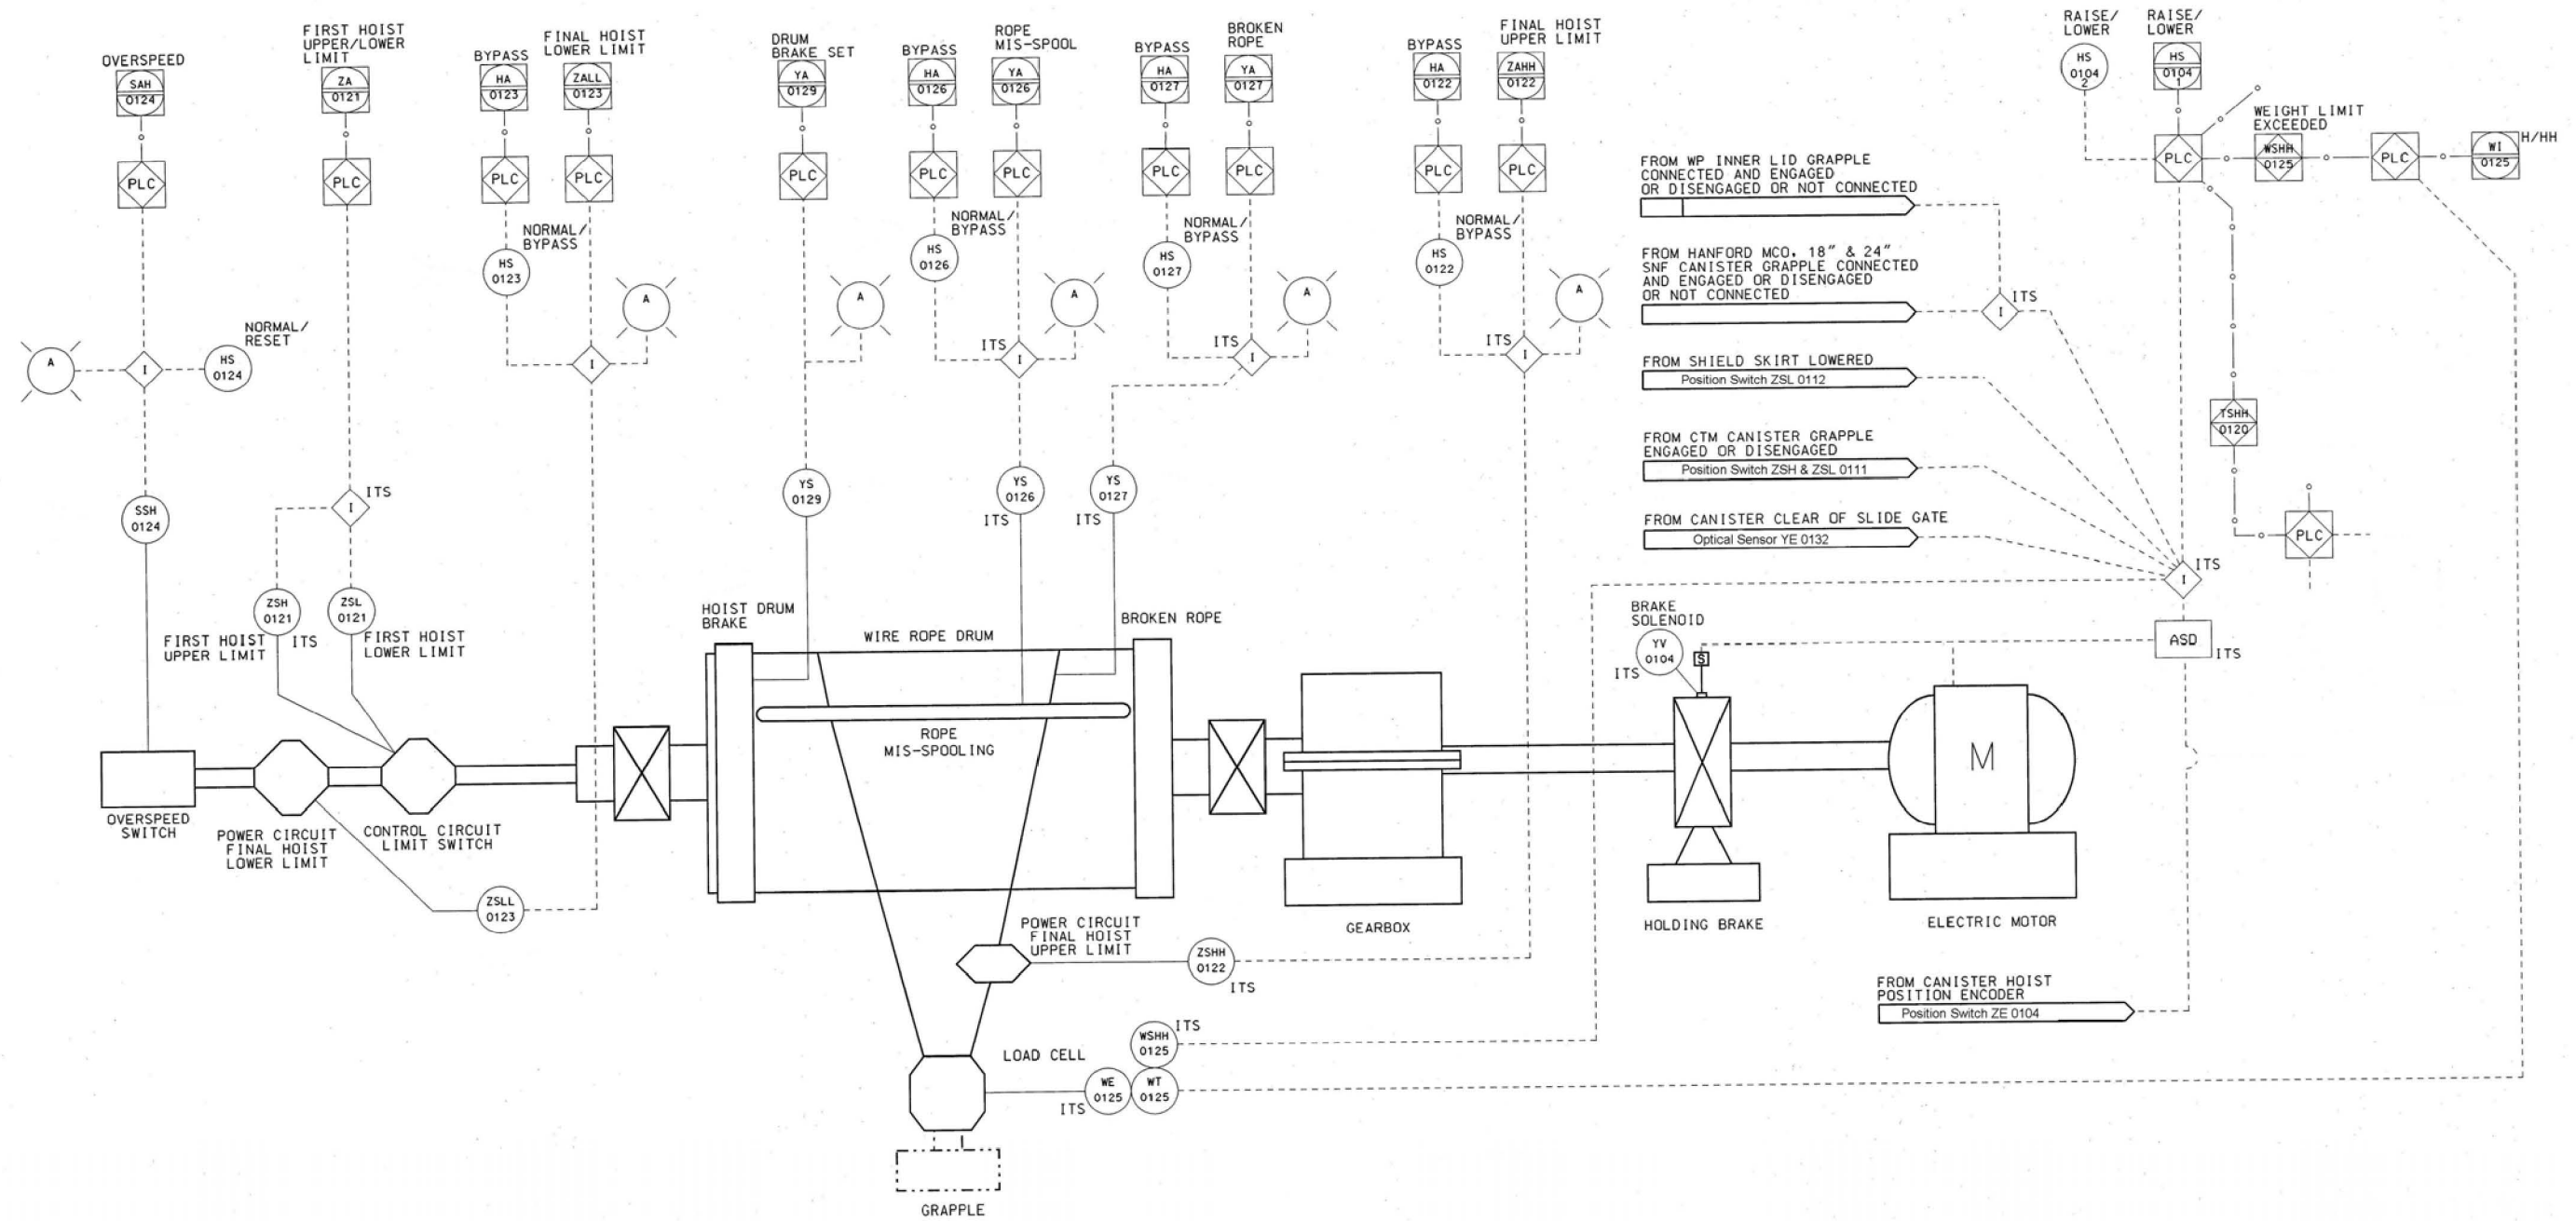 OVERSPEED
SAH
0124
PLC
A
I
HS
0124
NORMAL/
RESET
SSH
0124
FIRST HOIST
UPPER/LOWER
LIMIT
ZA
0121
PLC
I
ITS
ZSH
0121
ITS
ZSL
0121
FIRST HOIST
UPPER LIMIT
FIRST HOIST
LOWER LIMIT
BYPASS
HA
0123
PLC
NORMAL/
BYPASS
HS
0123
FINAL HOIST
LOWER LIMIT
ZALL
0123
PLC
A
I
DRUM
BRAKE SET
YA
0129
PLC
A
YS
0129
BYPASS
HA
0126
PLC
NORMAL/
BYPASS
HS
0126
ROPE
MIS-SPOOL
YA
0126
PLC
A
ITS
I
YS
0126
ITS
BYPASS
HA
0127
PLC
NORMAL/
BYPASS
HS
0127
BROKEN
ROPE
YA
0127
PLC
A
ITS
I
YS
0127
ITS
BYPASS
HA
0122
PLC
NORMAL/
BYPASS
HS
0122
FINAL HOIST
UPPER LIMIT
ZAHH
0122
PLC
A
ITS
I
FROM WP INNER LID GRAPPLE
CONNECTED AND ENGAGED
OR DISENGAGED OR NOT CONNECTED
FROM HANFORD MCO, 18" & 24"
SNF CANISTER GRAPPLE CONNECTED
AND ENGAGED OR DISENGAGED
OR NOT CONNECTED
I
ITS
FROM SHIELD SKIRT LOWERED
Position Switch ZSL 0112
FROM CTM CANISTER GRAPPLE
ENGAGED OR DISENGAGED
Position Switch ZSH & ZSL 0111
FROM CANISTER CLEAR OF SLIDE GATE
Optical Sensor YE 0132
RAISE/
LOWER
HS
0104
2
RAISE/
LOWER
HS
0104
1
PLC
WEIGHT LIMIT
EXCEEDED
WSHH
0125
PLC
WI
0125
H/HH
TSHH
0120
PLC
ITS
I
ASD
ITS
BRAKE
SOLENOID
YV
0104
ITS
S
HOIST DRUM
BRAKE
WIRE ROPE DRUM
BROKEN ROPE
ROPE
MIS-SPOOLING
OVERSPEED
SWITCH
POWER CIRCUIT
FINAL HOIST
LOWER LIMIT
CONTROL CIRCUIT
LIMIT SWITCH
ZSLL
0123
GEARBOX
HOLDING BRAKE
M
ELECTRIC MOTOR
POWER CIRCUIT
FINAL HOIST
UPPER LIMIT
ZSHH
0122
ITS
FROM CANISTER HOIST
POSITION ENCODER
Position Switch ZE 0104
LOAD CELL
WSHH
0125
ITS
WE
0125
ITS
WT
0125
GRAPPLE